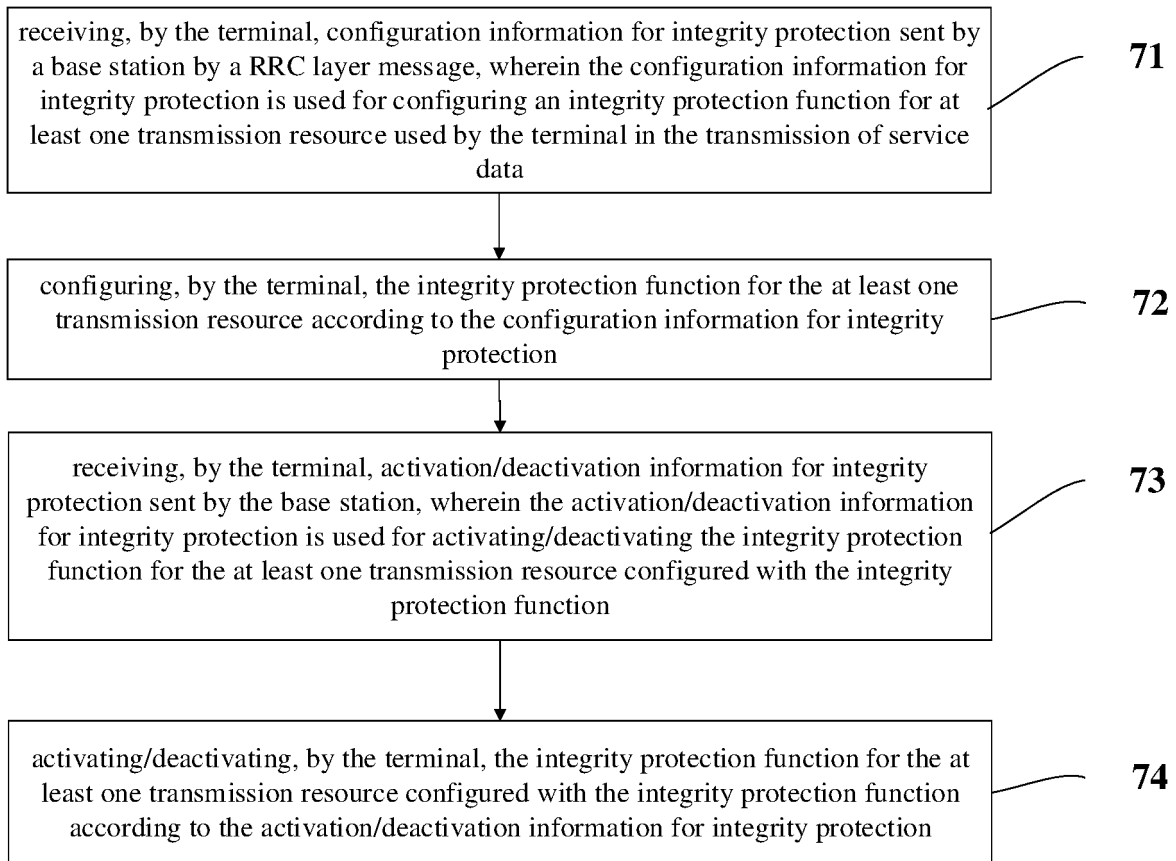 receiving, by the terminal, configuration information for integrity protection sent by
a base station by a RRC layer message, wherein the configuration information for
integrity protection is used for configuring an integrity protection function for at
least one transmission resource used by the terminal in the transmission of service
data
71
configuring, by the terminal, the integrity protection function for the at least one
transmission resource according to the configuration information for integrity
protection
72
receiving, by the terminal, activation/deactivation information for integrity
protection sent by the base station, wherein the activation/deactivation information
for integrity protection is used for activating/deactivating the integrity protection
function for the at least one transmission resource configured with the integrity
protection function
73
activating/deactivating, by the terminal, the integrity protection function for the at
least one transmission resource configured with the integrity protection function
according to the activation/deactivation information for integrity protection
74